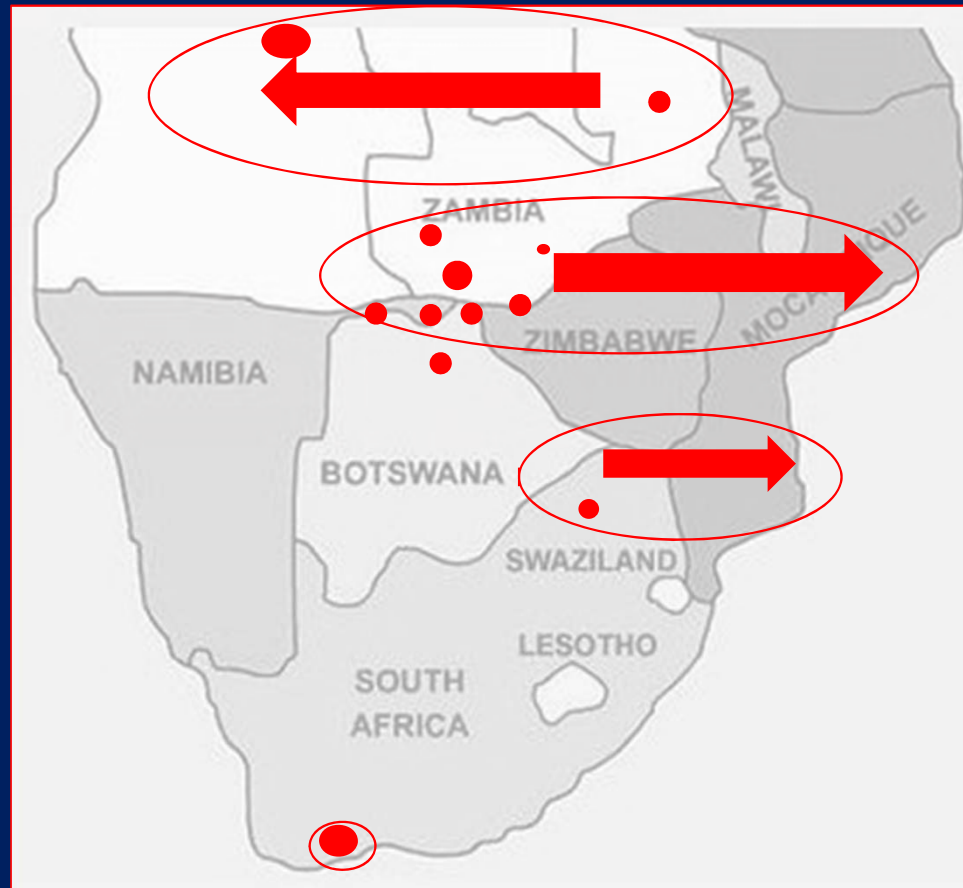 MALAWI
ZAMBIA
ZIMBABWE
NAMIBIA
BOTSWANA
SWAZILAND
LESOTHO
SOUTH
AFRICA